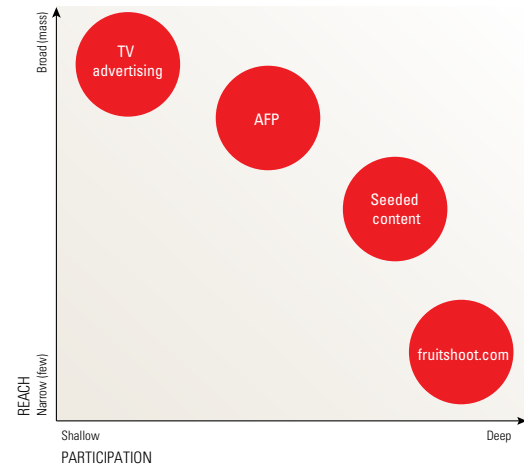 Broad (mass)
TV
advertising
AFP
Seeded
content
fruitshoot.com
REACH
Narrow (few)
Shallow
Deep
PARTICIPATION